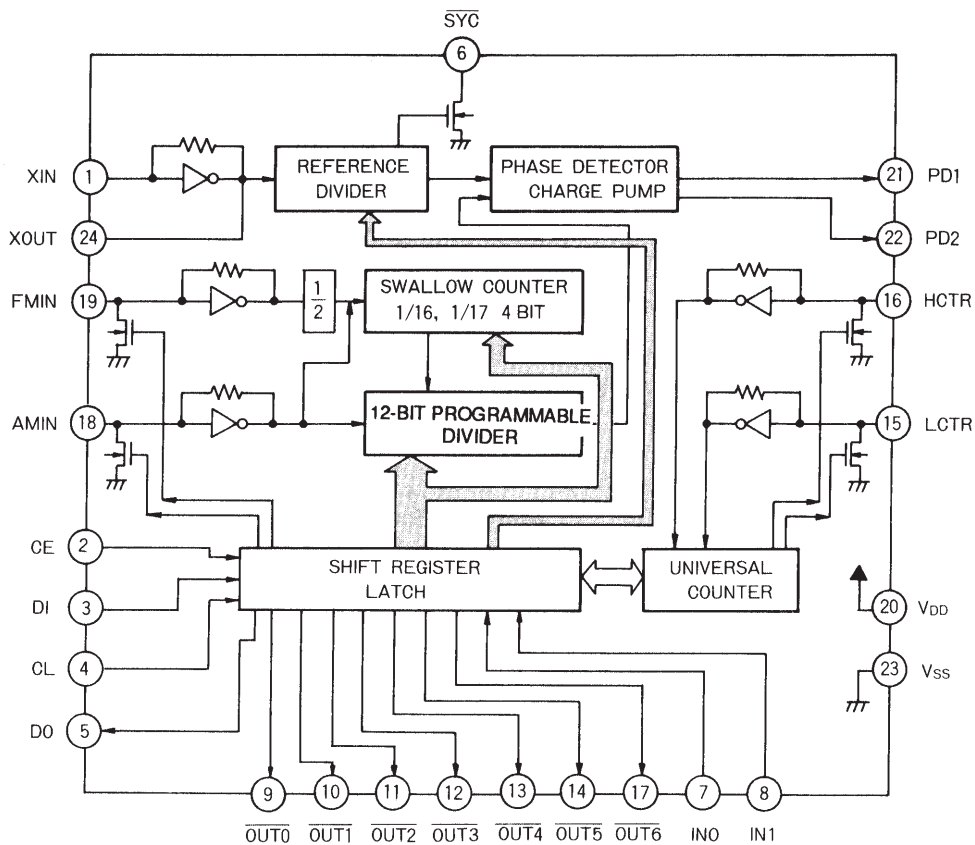 SYC
6
XIN 1
REFERENCE
DIVIDER
PHASE DETECTOR
CHARGE PUMP
21 PD1
XOUT 24
22 PD2
FMIN 19
1
2
SWALLOW COUNTER
1/16, 1/17 4 BIT
16 HCTR
AMIN 18
12-BIT PROGRAMMABLE
DIVIDER
15 LCTR
CE 2
SHIFT REGISTER
LATCH
UNIVERSAL
COUNTER
DI 3
20 VDD
CL 4
23 VSS
DO 5
9 10 11 12 13 14 17 7 8
OUT0 OUT1 OUT2 OUT3 OUT4 OUT5 OUT6 IN0 IN1